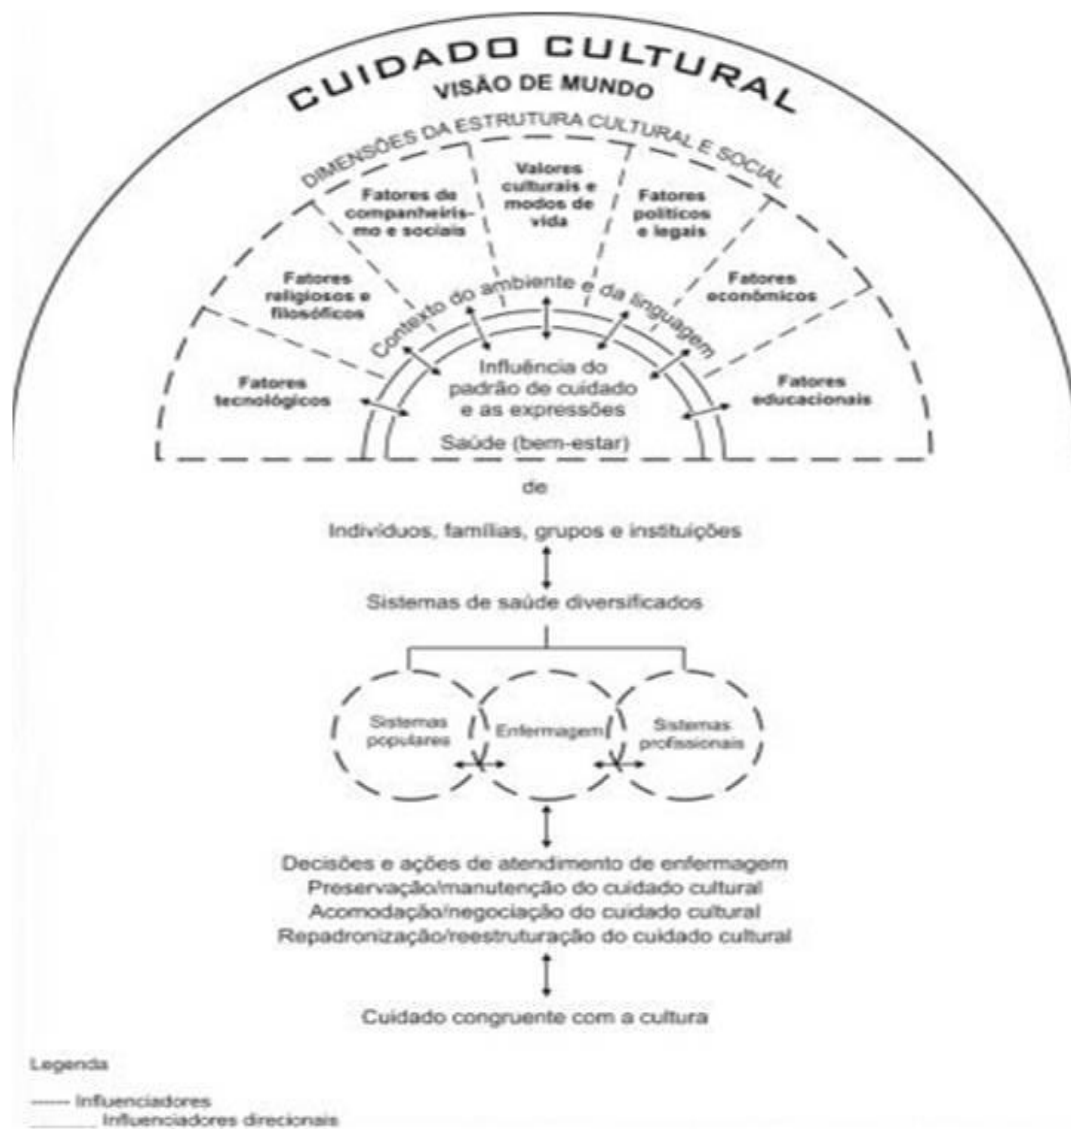 CUIDADO CULTURAL
VISÃO DE MUNDO
DIMENSÕES DA ESTRUTURA CULTURAL E SOCIAL
Fatores
tecnológicos
Fatores
religiosos e
filosóficos
Fatores de
companheiris-
mo e sociais
Valores
culturais e
modos de
vida
Fatores
políticos
e legais
Fatores
econômicos
Fatores
educacionais
Contexto do ambiente e da linguagem
Influência do
padrão de cuidado
e as expressões
Saúde (bem-estar)
de
Indivíduos, famílias, grupos e instituições
Sistemas de saúde diversificados
Sistemas
populares
Enfermagem
Sistemas
profissionais
Decisões e ações de atendimento de enfermagem
Preservação/manutenção do cuidado cultural
Acomodação/negociação do cuidado cultural
Repadronização/reestruturação do cuidado cultural
Cuidado congruente com a cultura
Legenda
------ Influenciadores
______ Influenciadores direcionais